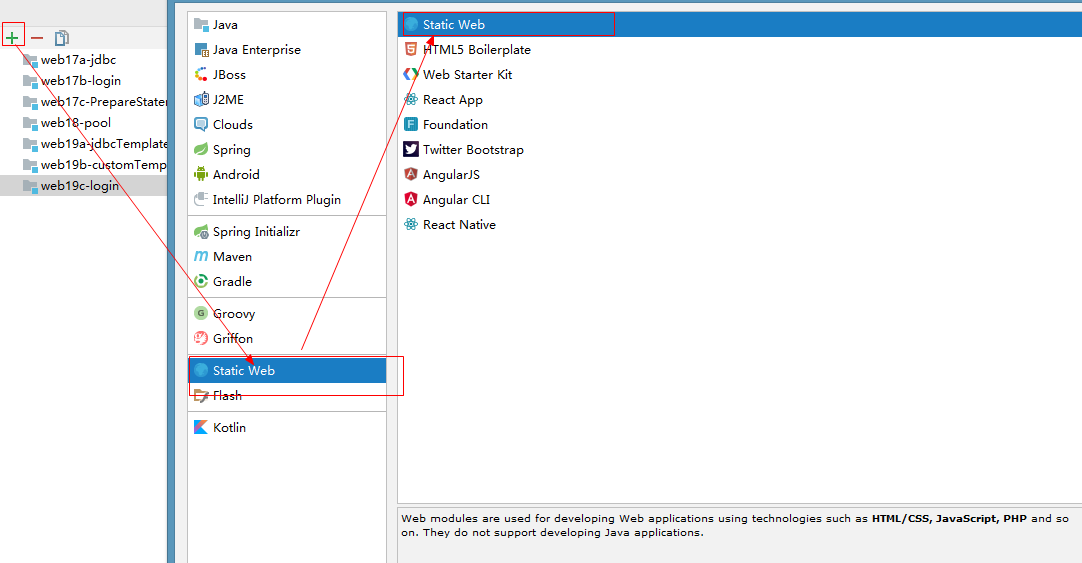 web17a-jdbc
web17b-login
web17c-PrepareStater
web18-pool
web19a-jdbcTemplate
web19b-customTemp
web19c-login
Java
Java Enterprise
JBoss
J2ME
Clouds
Spring
Android
IntelliJ Platform Plugin
Spring Initializr
Maven
Gradle
Groovy
Griffon
Static Web
Flash
Kotlin
Static Web
HTML5 Boilerplate
Web Starter Kit
React App
Foundation
Twitter Bootstrap
AngularJS
Angular CLI
React Native
Web modules are used for developing Web applications using technologies such as HTML/CSS, JavaScript, PHP and so
on. They do not support developing Java applications.